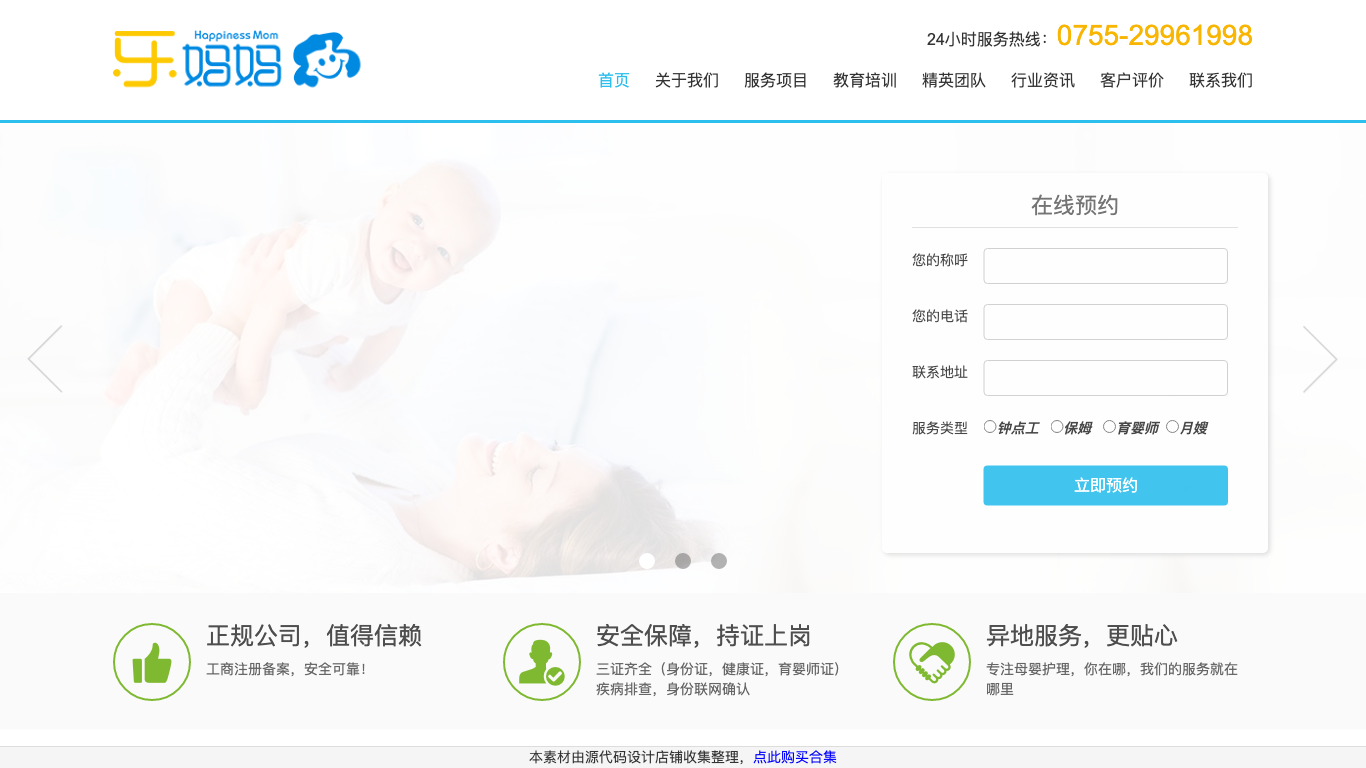 乐妈妈 Happiness Mom
24小时服务热线：0755-29961998
首页 关于我们 服务项目 教育培训 精英团队 行业资讯 客户评价 联系我们
在线预约
您的称呼
您的电话
联系地址
服务类型 钟点工 保姆 育婴师 月嫂
立即预约
正规公司，值得信赖
工商注册备案，安全可靠！
安全保障，持证上岗
三证齐全（身份证，健康证，育婴师证）
疾病排查，身份联网确认
异地服务，更贴心
专注母婴护理，你在哪，我们的服务就在
哪里
本素材由源代码设计店铺收集整理，点此购买合集